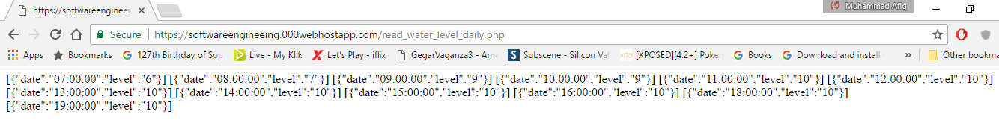 https://softwareengineei
Muhammad Afiq
Secure https://softwareengineeing.000webhostapp.com/read_water_level_daily.php
Apps Bookmarks 127th Birthday of Sop Live - My Klik Let's Play - iflix GegarVaganza3 - Ame Subscene - Silicon Val [XPOSED][4.2+] Poker Books Download and install » Other bookma
[{"date":"07:00:00","level":"6"}] [{"date":"08:00:00","level":"7"}] [{"date":"09:00:00","level":"9"}] [{"date":"10:00:00","level":"9"}] [{"date":"11:00:00","level":"10"}] [{"date":"12:00:00","level":"10"}]
[{"date":"13:00:00","level":"10"}] [{"date":"14:00:00","level":"10"}] [{"date":"15:00:00","level":"10"}] [{"date":"16:00:00","level":"10"}] [{"date":"18:00:00","level":"10"}]
[{"date":"19:00:00","level":"10"}]